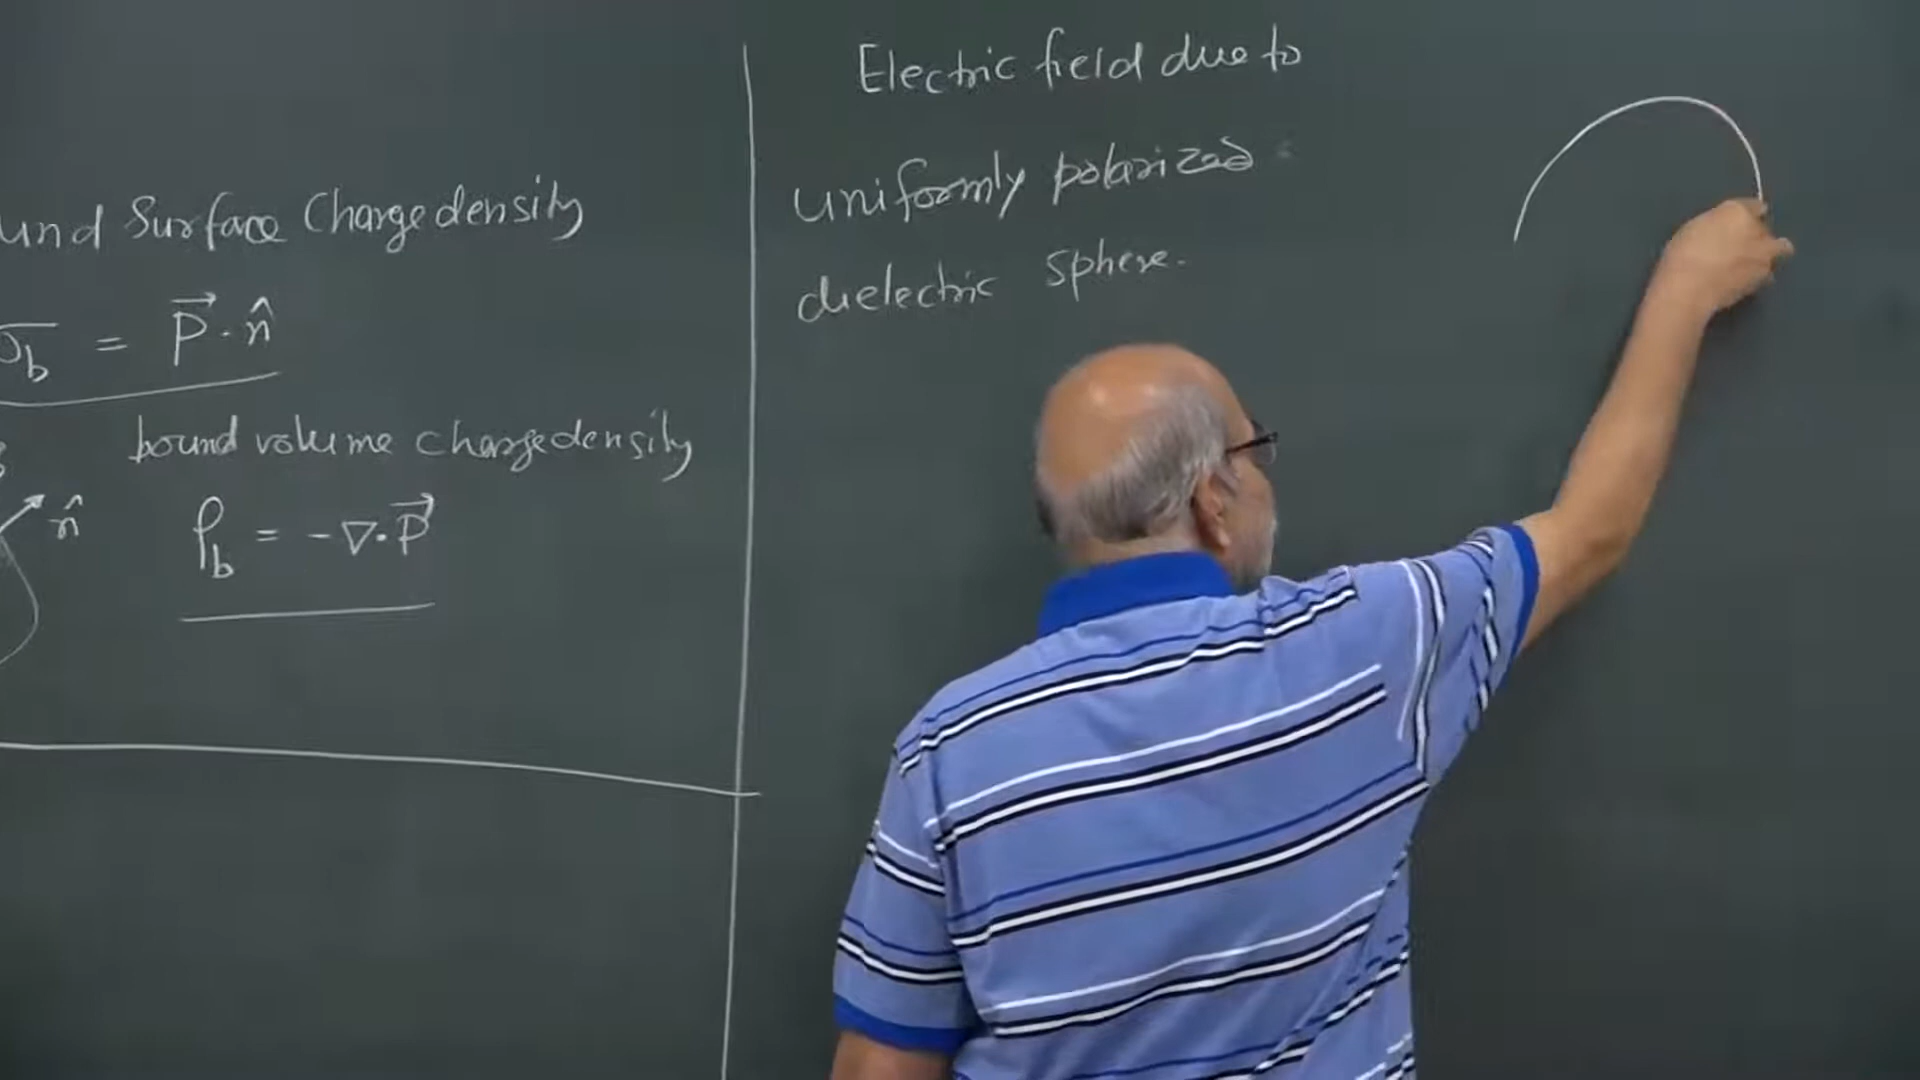 und Surface Charge density
σb = P⃗ · n̂
bound volume charge density
n̂
ρb = -∇·P⃗
Electric field due to
uniformly polarized
dielectric sphere.